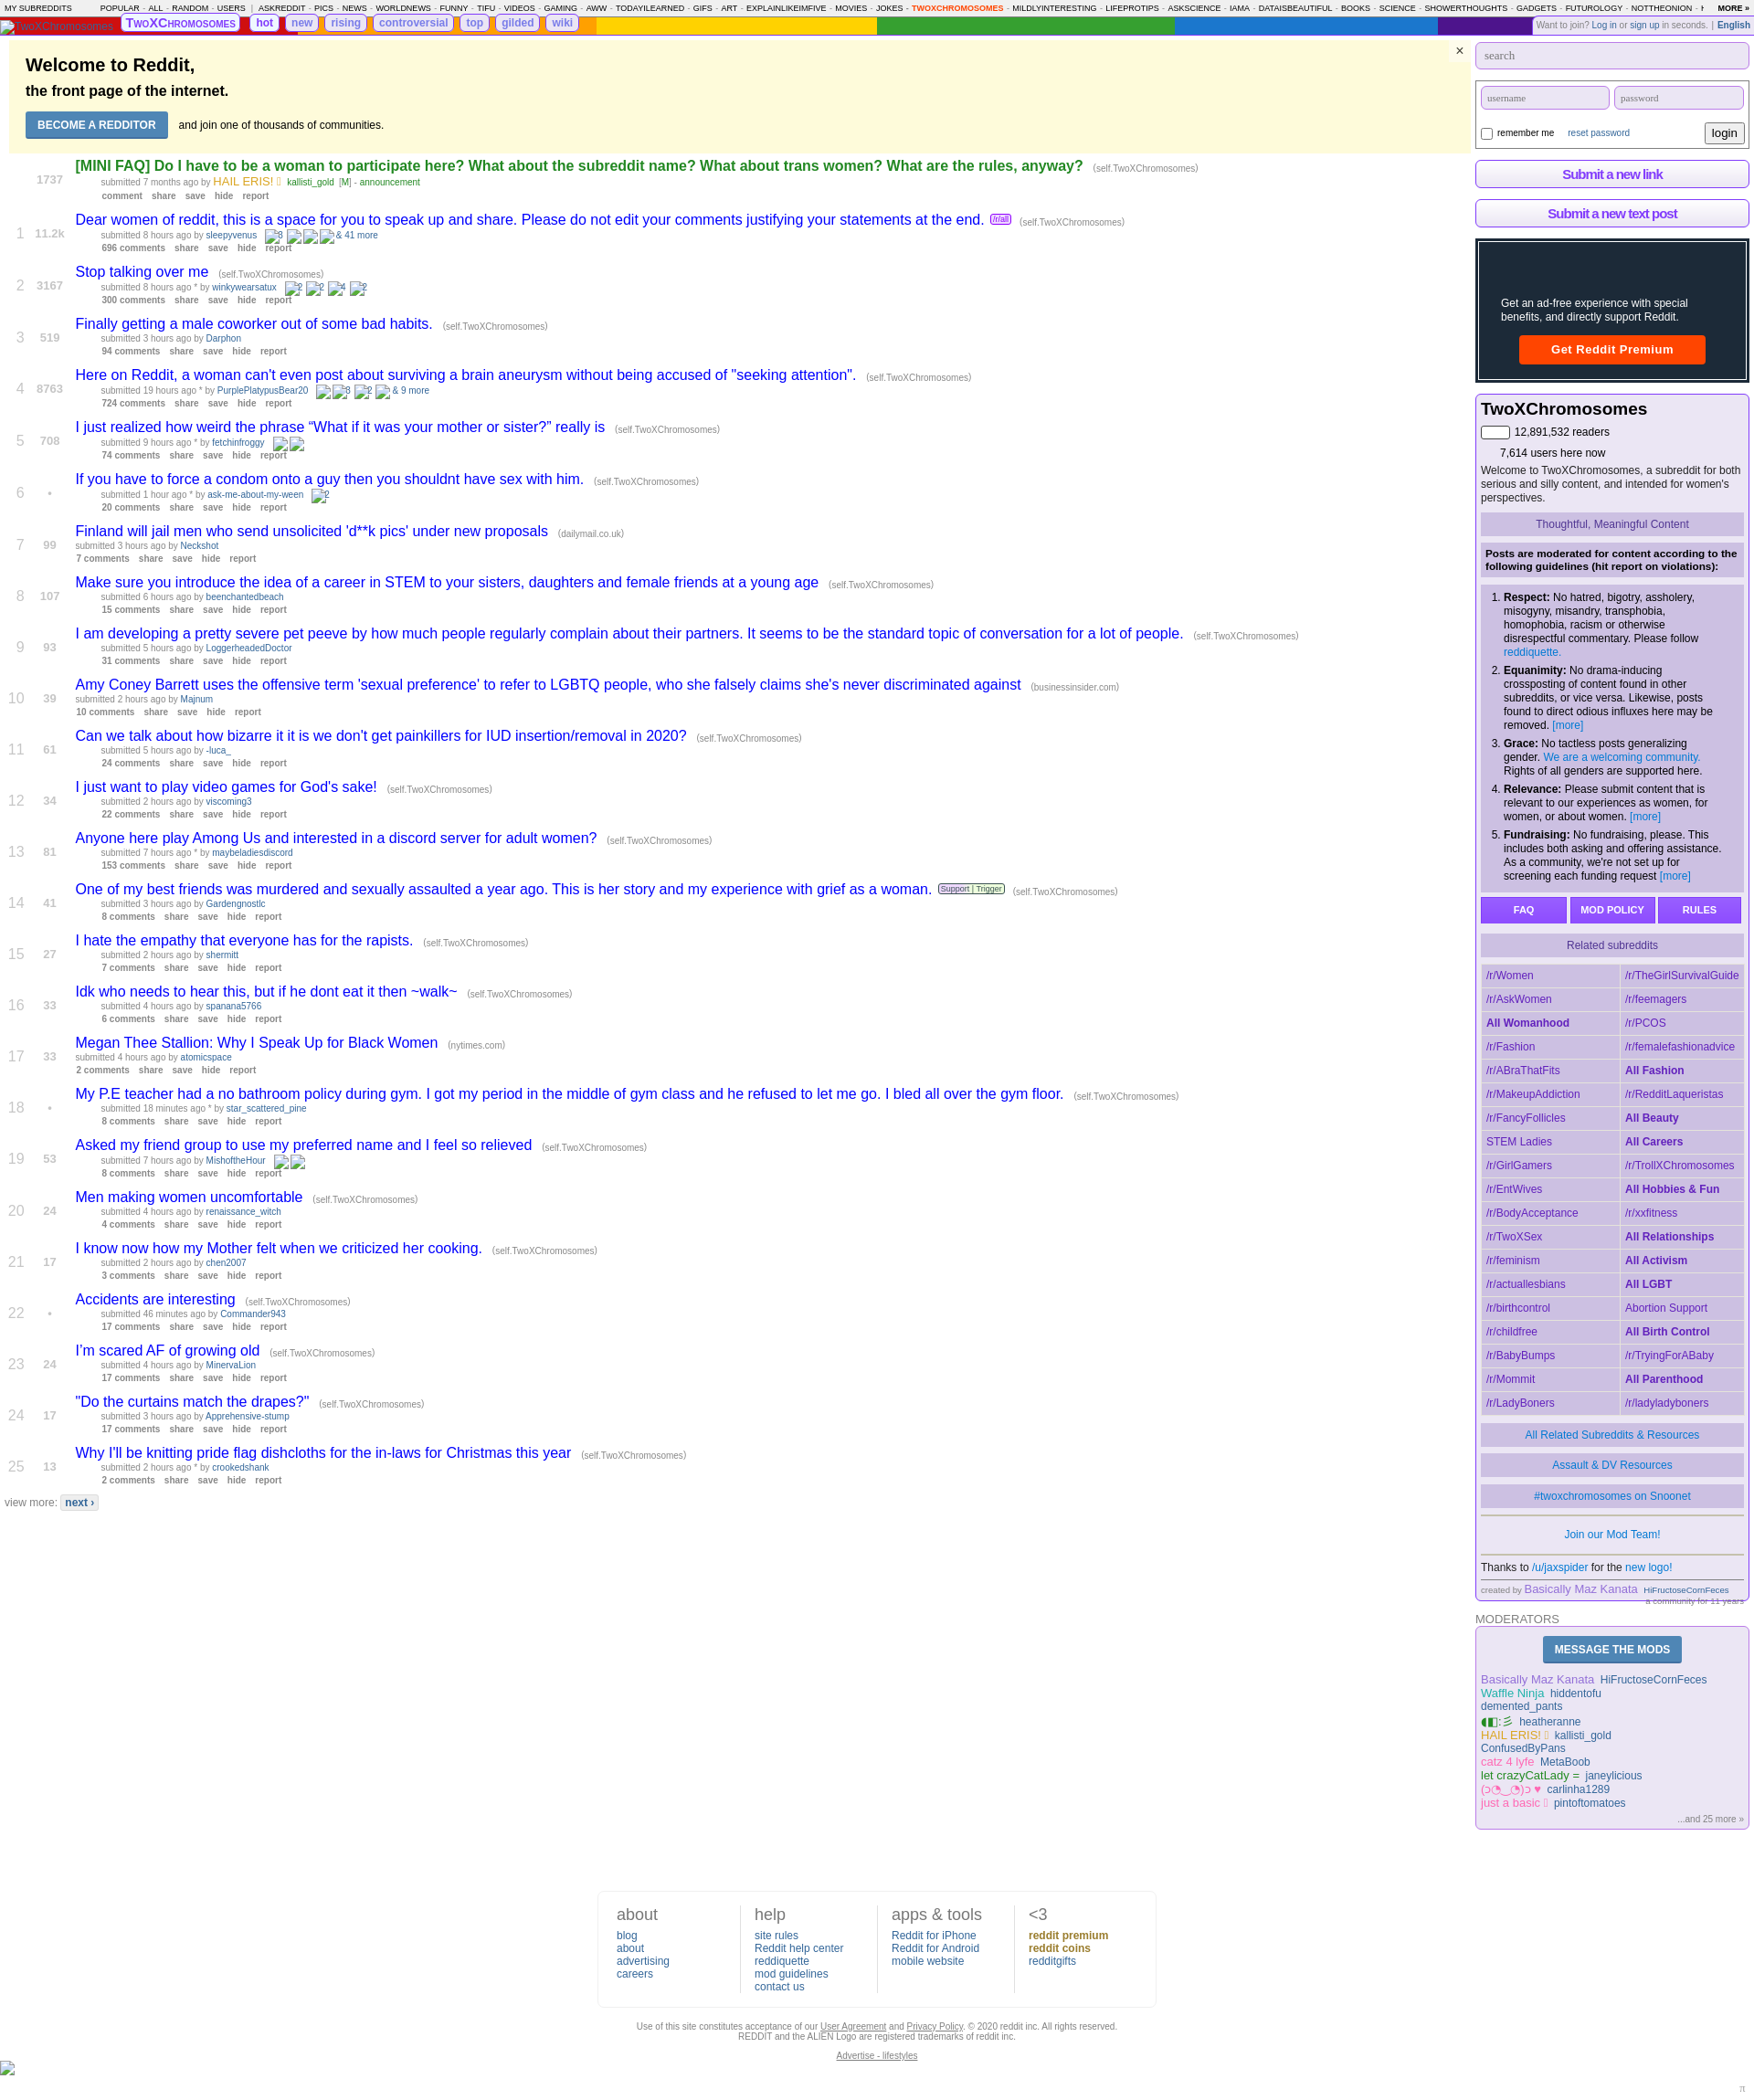 MY SUBREDDITS POPULAR - ALL - RANDOM - USERS | ASKREDDIT - PICS - NEWS - WORLDNEWS - FUNNY - TIFU - VIDEOS - GAMING - AWW - TODAYILEARNED - GIFS - ART - EXPLAINLIKEIMFIVE - MOVIES - JOKES - TWOXCHROMOSOMES - MILDLYINTERESTING - LIFEPROTIPS - ASKSCIENCE - IAMA - DATAISBEAUTIFUL - BOOKS - SCIENCE - SHOWERTHOUGHTS - GADGETS - FUTUROLOGY - NOTTHEONION - MORE »
TwoXChromosomes TwoXChromosomes hot new rising controversial top gilded wiki
Want to join? Log in or sign up in seconds. | English
Welcome to Reddit,
the front page of the internet.
BECOME A REDDITOR and join one of thousands of communities.
×
1737
[MINI FAQ] Do I have to be a woman to participate here? What about the subreddit name? What about trans women? What are the rules, anyway? (self.TwoXChromosomes)
submitted 7 months ago by HAIL ERIS! kallisti_gold [M] - announcement
comment share save hide report
1 11.2k
Dear women of reddit, this is a space for you to speak up and share. Please do not edit your comments justifying your statements at the end. /r/all (self.TwoXChromosomes)
submitted 8 hours ago by sleepyvenus 3 & 41 more
696 comments share save hide report
2 3167
Stop talking over me (self.TwoXChromosomes)
submitted 8 hours ago * by winkywearsatux 2 2 4 2
300 comments share save hide report
3 519
Finally getting a male coworker out of some bad habits. (self.TwoXChromosomes)
submitted 3 hours ago by Darphon
94 comments share save hide report
4 8763
Here on Reddit, a woman can't even post about surviving a brain aneurysm without being accused of "seeking attention". (self.TwoXChromosomes)
submitted 19 hours ago * by PurplePlatypusBear20 3 2 & 9 more
724 comments share save hide report
5 708
I just realized how weird the phrase “What if it was your mother or sister?” really is (self.TwoXChromosomes)
submitted 9 hours ago * by fetchinfroggy
74 comments share save hide report
6 •
If you have to force a condom onto a guy then you shouldnt have sex with him. (self.TwoXChromosomes)
submitted 1 hour ago * by ask-me-about-my-ween 2
20 comments share save hide report
7 99
Finland will jail men who send unsolicited 'd**k pics' under new proposals (dailymail.co.uk)
submitted 3 hours ago by Neckshot
7 comments share save hide report
8 107
Make sure you introduce the idea of a career in STEM to your sisters, daughters and female friends at a young age (self.TwoXChromosomes)
submitted 6 hours ago by beenchantedbeach
15 comments share save hide report
9 93
I am developing a pretty severe pet peeve by how much people regularly complain about their partners. It seems to be the standard topic of conversation for a lot of people. (self.TwoXChromosomes)
submitted 5 hours ago by LoggerheadedDoctor
31 comments share save hide report
10 39
Amy Coney Barrett uses the offensive term 'sexual preference' to refer to LGBTQ people, who she falsely claims she's never discriminated against (businessinsider.com)
submitted 2 hours ago by Majnum
10 comments share save hide report
11 61
Can we talk about how bizarre it it is we don't get painkillers for IUD insertion/removal in 2020? (self.TwoXChromosomes)
submitted 5 hours ago by -luca_
24 comments share save hide report
12 34
I just want to play video games for God's sake! (self.TwoXChromosomes)
submitted 2 hours ago by viscoming3
22 comments share save hide report
13 81
Anyone here play Among Us and interested in a discord server for adult women? (self.TwoXChromosomes)
submitted 7 hours ago * by maybeladiesdiscord
153 comments share save hide report
14 41
One of my best friends was murdered and sexually assaulted a year ago. This is her story and my experience with grief as a woman. Support | Trigger (self.TwoXChromosomes)
submitted 3 hours ago by Gardengnostlc
8 comments share save hide report
15 27
I hate the empathy that everyone has for the rapists. (self.TwoXChromosomes)
submitted 2 hours ago by shermitt
7 comments share save hide report
16 33
Idk who needs to hear this, but if he dont eat it then ~walk~ (self.TwoXChromosomes)
submitted 4 hours ago by spanana5766
6 comments share save hide report
17 33
Megan Thee Stallion: Why I Speak Up for Black Women (nytimes.com)
submitted 4 hours ago by atomicspace
2 comments share save hide report
18 •
My P.E teacher had a no bathroom policy during gym. I got my period in the middle of gym class and he refused to let me go. I bled all over the gym floor. (self.TwoXChromosomes)
submitted 18 minutes ago * by star_scattered_pine
8 comments share save hide report
19 53
Asked my friend group to use my preferred name and I feel so relieved (self.TwoXChromosomes)
submitted 7 hours ago by MishoftheHour
8 comments share save hide report
20 24
Men making women uncomfortable (self.TwoXChromosomes)
submitted 4 hours ago by renaissance_witch
4 comments share save hide report
21 17
I know now how my Mother felt when we criticized her cooking. (self.TwoXChromosomes)
submitted 2 hours ago by chen2007
3 comments share save hide report
22 •
Accidents are interesting (self.TwoXChromosomes)
submitted 46 minutes ago by Commander943
17 comments share save hide report
23 24
I’m scared AF of growing old (self.TwoXChromosomes)
submitted 4 hours ago by MinervaLion
17 comments share save hide report
24 17
"Do the curtains match the drapes?" (self.TwoXChromosomes)
submitted 3 hours ago by Apprehensive-stump
17 comments share save hide report
25 13
Why I'll be knitting pride flag dishcloths for the in-laws for Christmas this year (self.TwoXChromosomes)
submitted 2 hours ago * by crookedshank
2 comments share save hide report
view more: next ›
search
username password
remember me reset password login
Submit a new link
Submit a new text post
Get an ad-free experience with special
benefits, and directly support Reddit.
Get Reddit Premium
TwoXChromosomes
12,891,532 readers
7,614 users here now
Welcome to TwoXChromosomes, a subreddit for both
serious and silly content, and intended for women's
perspectives.
Thoughtful, Meaningful Content
Posts are moderated for content according to the
following guidelines (hit report on violations):
1. Respect: No hatred, bigotry, assholery,
misogyny, misandry, transphobia,
homophobia, racism or otherwise
disrespectful commentary. Please follow
reddiquette.
2. Equanimity: No drama-inducing
crossposting of content found in other
subreddits, or vice versa. Likewise, posts
found to direct odious influxes here may be
removed. [more]
3. Grace: No tactless posts generalizing
gender. We are a welcoming community.
Rights of all genders are supported here.
4. Relevance: Please submit content that is
relevant to our experiences as women, for
women, or about women. [more]
5. Fundraising: No fundraising, please. This
includes both asking and offering assistance.
As a community, we're not set up for
screening each funding request [more]
FAQ MOD POLICY RULES
Related subreddits
/r/Women /r/TheGirlSurvivalGuide
/r/AskWomen /r/feemagers
All Womanhood /r/PCOS
/r/Fashion /r/femalefashionadvice
/r/ABraThatFits All Fashion
/r/MakeupAddiction /r/RedditLaqueristas
/r/FancyFollicles All Beauty
STEM Ladies All Careers
/r/GirlGamers /r/TrollXChromosomes
/r/EntWives All Hobbies & Fun
/r/BodyAcceptance /r/xxfitness
/r/TwoXSex All Relationships
/r/feminism All Activism
/r/actuallesbians All LGBT
/r/birthcontrol Abortion Support
/r/childfree All Birth Control
/r/BabyBumps /r/TryingForABaby
/r/Mommit All Parenthood
/r/LadyBoners /r/ladyladyboners
All Related Subreddits & Resources
Assault & DV Resources
#twoxchromosomes on Snoonet
Join our Mod Team!
Thanks to /u/jaxspider for the new logo!
created by Basically Maz Kanata HiFructoseCornFeces
a community for 11 years
MODERATORS
MESSAGE THE MODS
Basically Maz Kanata HiFructoseCornFeces
Waffle Ninja hiddentofu
demented_pants
◖◧:彡 heatheranne
HAIL ERIS! kallisti_gold
ConfusedByPans
catz 4 lyfe MetaBoob
let crazyCatLady = janeylicious
(ɔ◔‿◔)ɔ ♥ carlinha1289
just a basic pintoftomatoes
...and 25 more »
about
blog
about
advertising
careers
help
site rules
Reddit help center
reddiquette
mod guidelines
contact us
apps & tools
Reddit for iPhone
Reddit for Android
mobile website
<3
reddit premium
reddit coins
redditgifts
Use of this site constitutes acceptance of our User Agreement and Privacy Policy. © 2020 reddit inc. All rights reserved.
REDDIT and the ALIEN Logo are registered trademarks of reddit inc.
Advertise - lifestyles
π